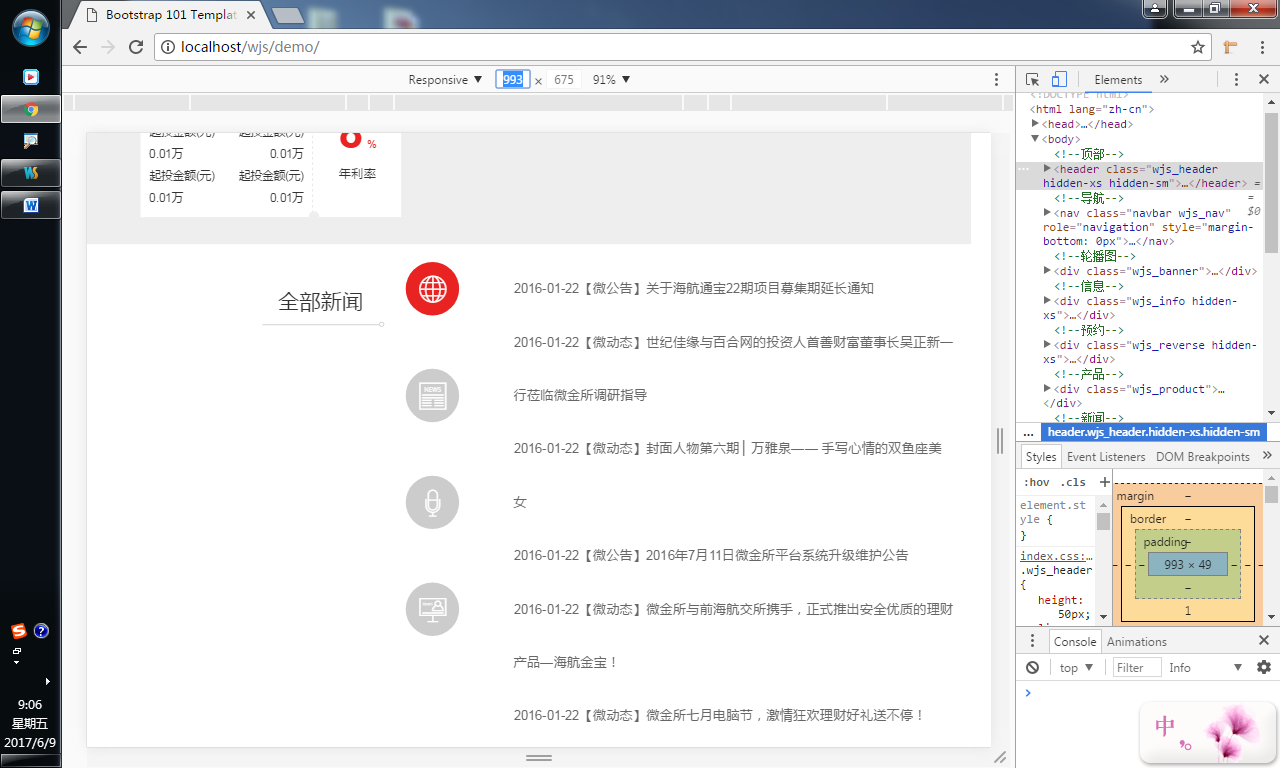 Bootstrap 101 Templat
localhost/wjs/demo/
Responsive ▼ 993 × 675 91% ▼
Elements
起投金额(元) 起投金额(元)
%
0.01万 0.01万
年利率
起投金额(元) 起投金额(元)
0.01万 0.01万
全部新闻
NEWS
2016-01-22【微公告】关于海航通宝22期项目募集期延长通知
2016-01-22【微动态】世纪佳缘与百合网的投资人首善财富董事长吴正新一
行莅临微金所调研指导
2016-01-22【微动态】封面人物第六期│ 万雅泉—— 手写心情的双鱼座美
女
2016-01-22【微公告】2016年7月11日微金所平台系统升级维护公告
2016-01-22【微动态】微金所与前海航交所携手，正式推出安全优质的理财
产品—海航金宝！
2016-01-22【微动态】微金所七月电脑节，激情狂欢理财好礼送不停！
<!DOCTYPE html>
<html lang="zh-cn">
<head>…</head>
<body>
<!--顶部-->
<header class="wjs_header
hidden-xs hidden-sm">…</header> =
<!--导航--> =
<nav class="navbar wjs_nav" $0
role="navigation" style="margin-
bottom: 0px">…</nav>
<!--轮播图-->
<div class="wjs_banner">…</div>
<!--信息-->
<div class="wjs_info hidden-
xs">…</div>
<!--预约-->
<div class="wjs_reverse hidden-
xs">…</div>
<!--产品-->
<div class="wjs_product">…
</div>
<!--新闻-->
... header.wjs_header.hidden-xs.hidden-sm
Styles Event Listeners DOM Breakpoints
:hov .cls +
element.st
yle {
}
index.css:…
.wjs_header
{
height:
50px;
margin –
border –
padding –
993 × 49
–
1
Console Animations
top ▼ Filter Info ▼
中
9:06
星期五
2017/6/9